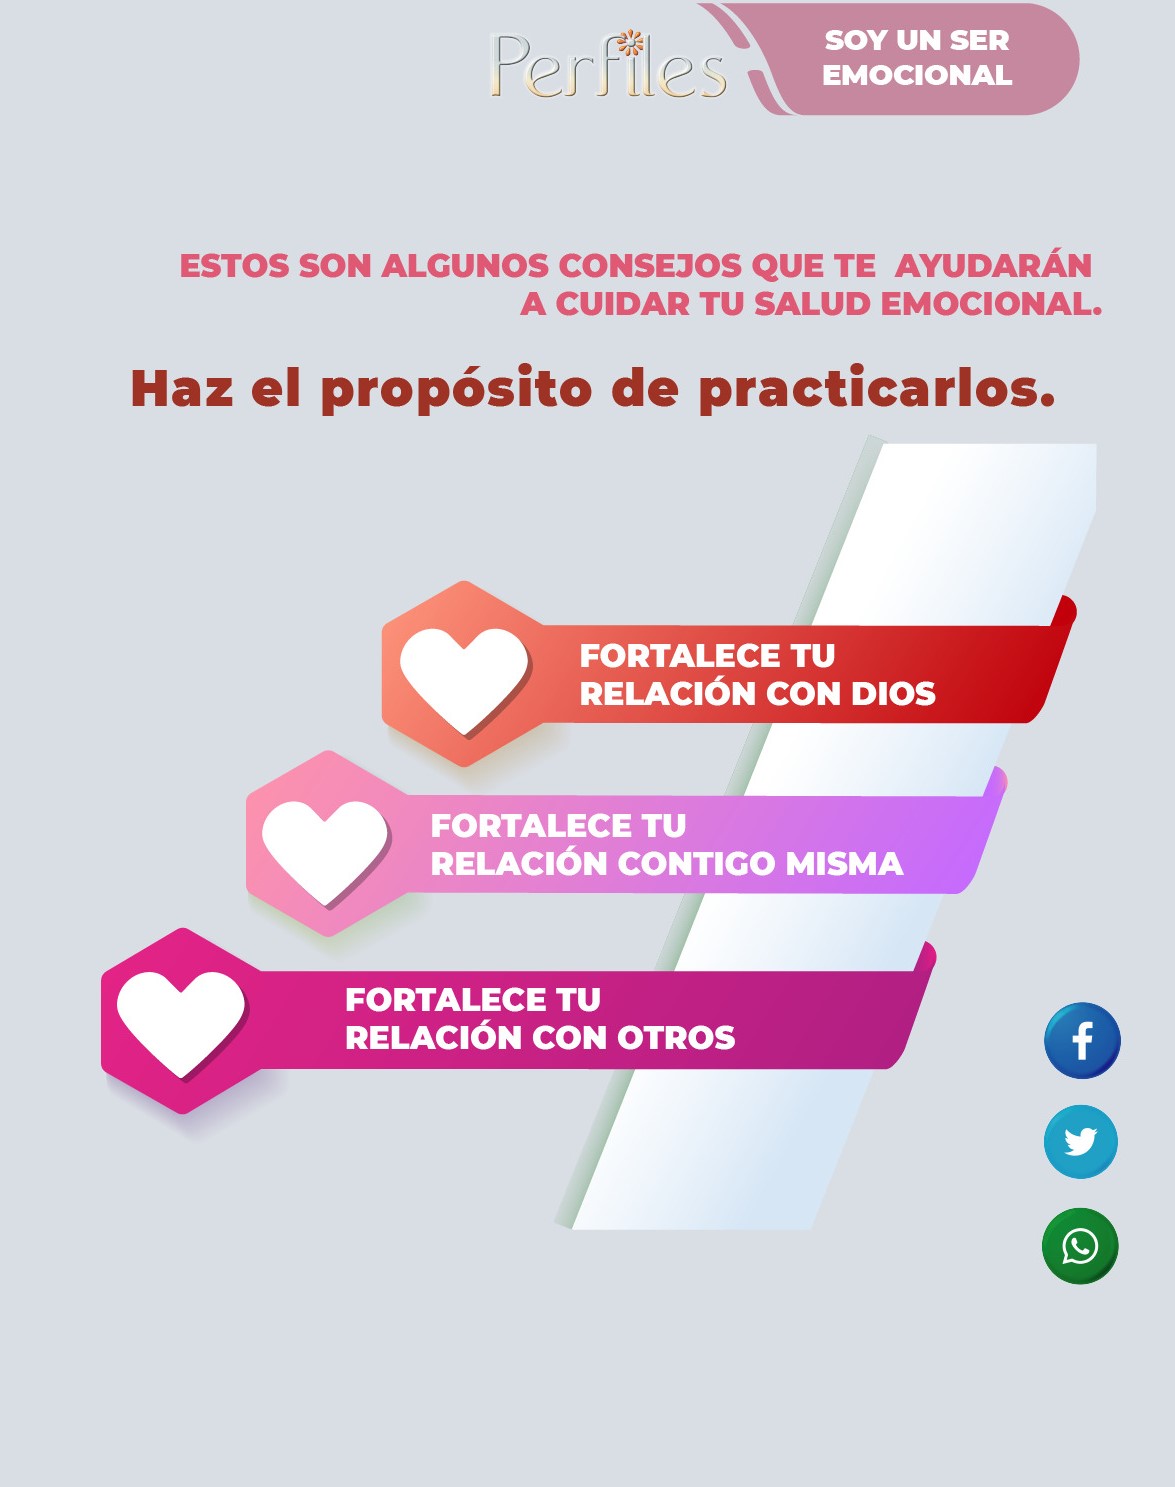 Perfiles
SOY UN SER
EMOCIONAL
ESTOS SON ALGUNOS CONSEJOS QUE TE AYUDARÁN
A CUIDAR TU SALUD EMOCIONAL.
Haz el propósito de practicarlos.
FORTALECE TU
RELACIÓN CON DIOS
FORTALECE TU
RELACIÓN CONTIGO MISMA
FORTALECE TU
RELACIÓN CON OTROS